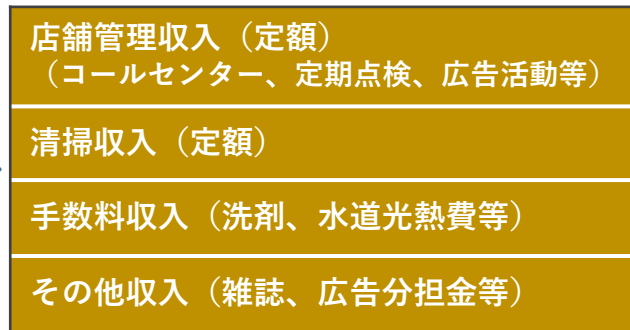 店舗管理収入（定額）
（コールセンター、定期点検、広告活動等）
清掃収入（定額）
手数料収入（洗剤、水道光熱費等）
その他収入（雑誌、広告分担金等）